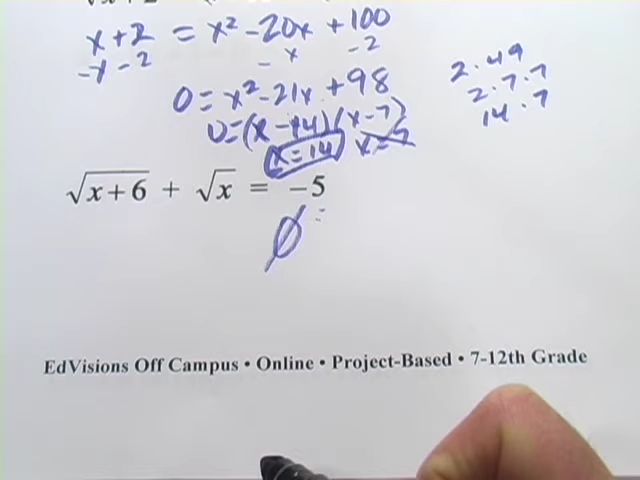 x + 2 = x² - 20x + 100
-x - 2 - x - 2
0 = x² - 21x + 98
2 · 49
2 · 7 · 7
14 · 7
0 = (x - 14)(x - 7)
x = 14 x = 7
√x + 6 + √x = -5
Ø
EdVisions Off Campus • Online • Project-Based • 7-12th Grade